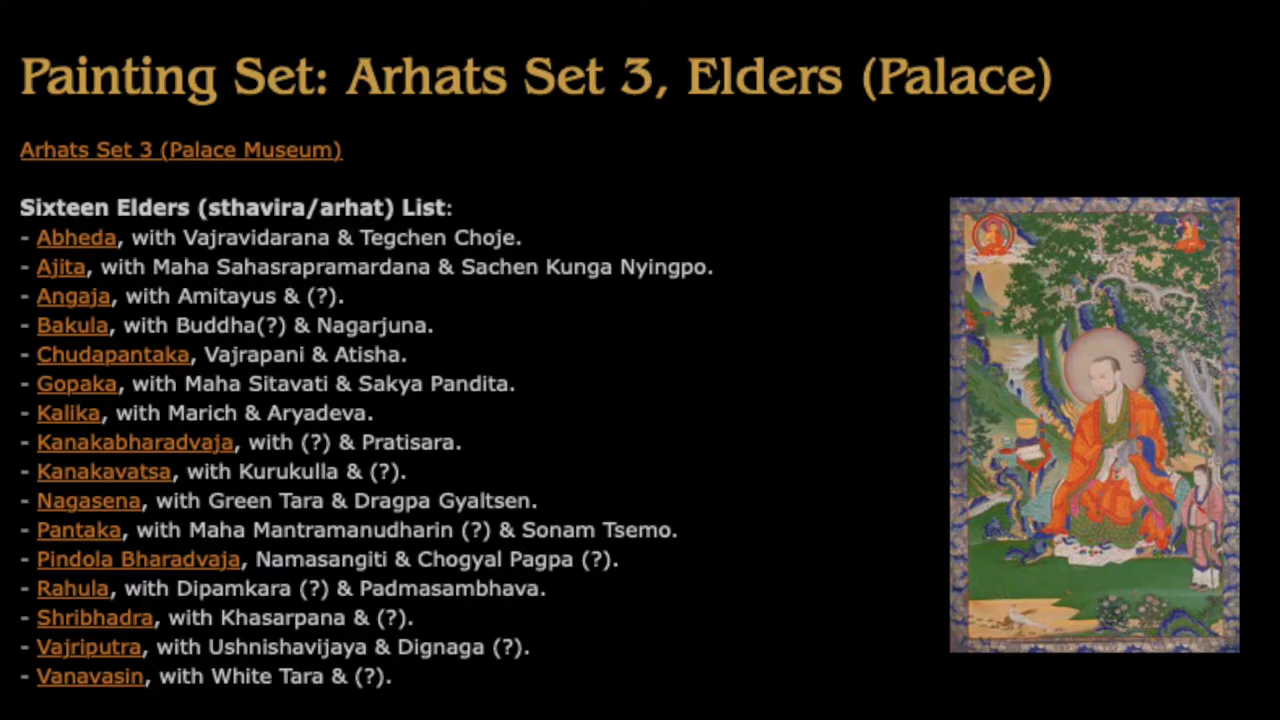 Painting Set: Arhats Set 3, Elders (Palace)
Arhats Set 3 (Palace Museum)
Sixteen Elders (sthavira/arhat) List:
- Abheda, with Vajravidarana & Tegchen Choje.
- Ajita, with Maha Sahasrapramardana & Sachen Kunga Nyingpo.
- Angaja, with Amitayus & (?).
- Bakula, with Buddha(?) & Nagarjuna.
- Chudapantaka, Vajrapani & Atisha.
- Gopaka, with Maha Sitavati & Sakya Pandita.
- Kalika, with Marich & Aryadeva.
- Kanakabharadvaja, with (?) & Pratisara.
- Kanakavatsa, with Kurukulla & (?).
- Nagasena, with Green Tara & Dragpa Gyaltsen.
- Pantaka, with Maha Mantramanudharin (?) & Sonam Tsemo.
- Pindola Bharadvaja, Namasangiti & Chogyal Pagpa (?).
- Rahula, with Dipamkara (?) & Padmasambhava.
- Shribhadra, with Khasarpana & (?).
- Vajriputra, with Ushnishavijaya & Dignaga (?).
- Vanavasin, with White Tara & (?).